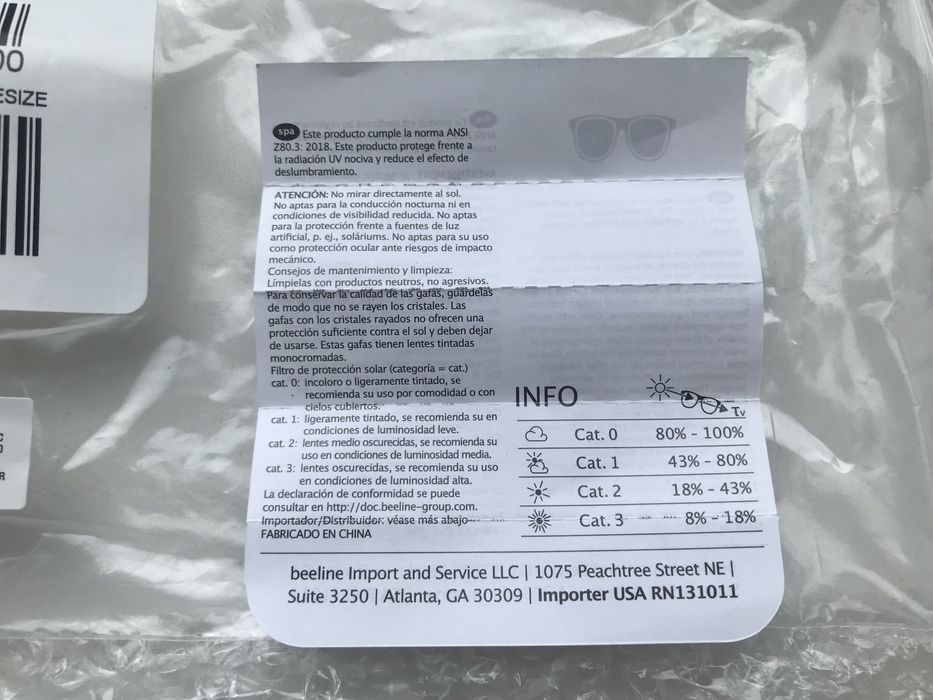 00
ESIZE
C
R
spa Este producto cumple la norma ANSI
Z80.3: 2018. Este producto protege frente a
la radiación UV nociva y reduce el efecto de
deslumbramiento.
ATENCIÓN: No mirar directamente al sol.
No aptas para la conducción nocturna ni en
condiciones de visibilidad reducida. No aptas
para la protección frente a fuentes de luz
artificial, p. ej., soláriums. No aptas para su uso
como protección ocular ante riesgos de impacto
mecánico.
Consejos de mantenimiento y limpieza:
Límpielas con productos neutros, no agresivos.
Para conservar la calidad de las gafas, guárdelas
de modo que no se rayen los cristales. Las
gafas con los cristales rayados no ofrecen una
protección suficiente contra el sol y deben dejar
de usarse. Estas gafas tienen lentes tintadas
monocromadas.
Filtro de protección solar (categoría = cat.)
cat. 0: incoloro o ligeramente tintado, se
recomienda su uso por comodidad o con
cielos cubiertos.
cat. 1: ligeramente tintado, se recomienda su en
condiciones de luminosidad leve.
cat. 2: lentes medio oscurecidas, se recomienda su
uso en condiciones de luminosidad media.
cat. 3: lentes oscurecidas, se recomienda su uso
en condiciones de luminosidad alta.
La declaración de conformidad se puede
consultar en http://doc.beeline-group.com.
Importador/Distribuidor: véase más abajo
FABRICADO EN CHINA
INFO Tv
Cat. 0 80% - 100%
Cat. 1 43% - 80%
Cat. 2 18% - 43%
Cat. 3 8% - 18%
beeline Import and Service LLC | 1075 Peachtree Street NE |
Suite 3250 | Atlanta, GA 30309 | Importer USA RN131011